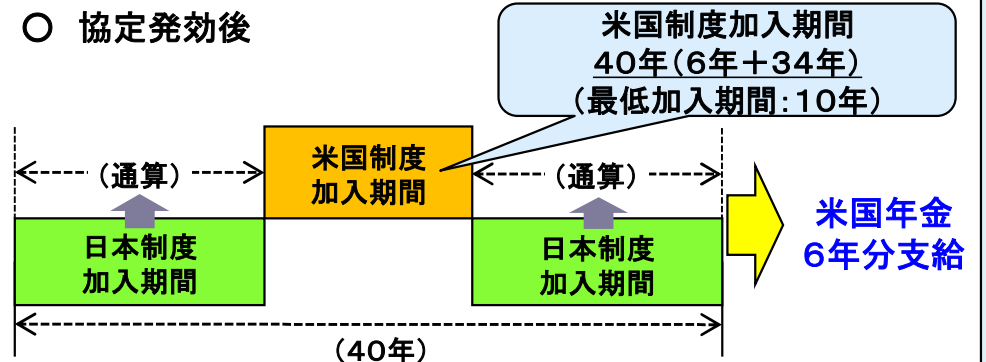 ○ 協定発効後
米国制度加入期間
40年(6年+34年)
(最低加入期間:10年)
(通算)
米国制度
加入期間
(通算)
日本制度
加入期間
日本制度
加入期間
米国年金
6年分支給
(40年)